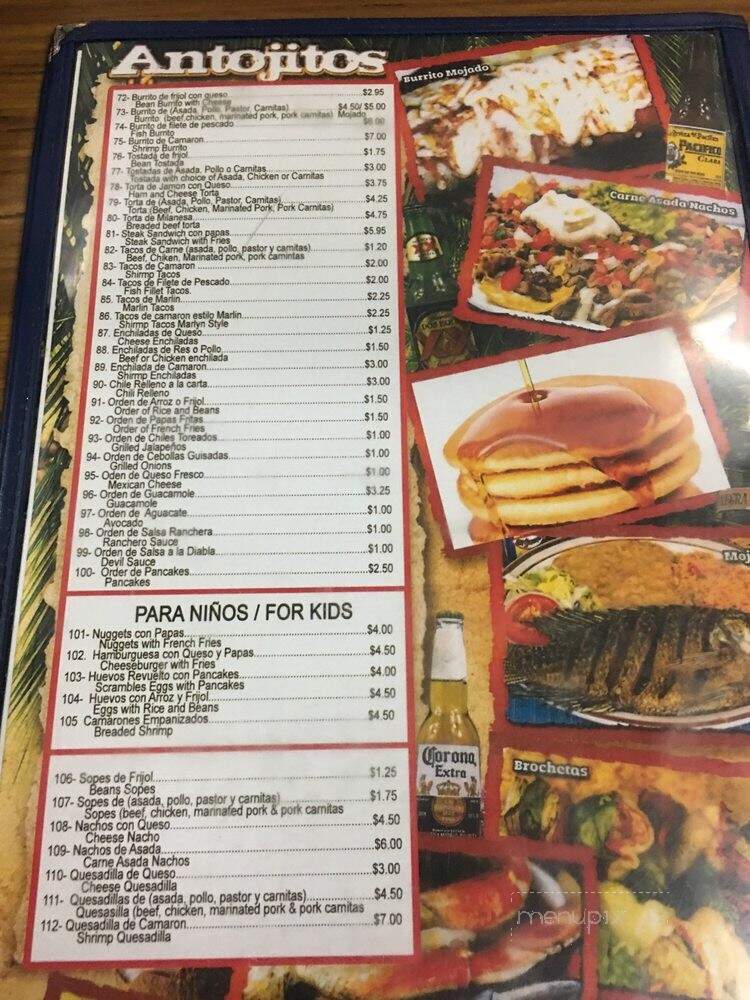 Antojitos
72- Burrito de frijol con queso $2.95
Bean Burrito with Cheese
73- Burrito de (Asada, Pollo, Pastor, Carnitas) $4.50/ $5.00
Burrito (beef,chicken, marinated pork, pork carnitas) Mojado
74- Burrito de filete de pescado $6.00
Fish Burrito
75- Burrito de Camaron $7.00
Shrimp Burrito
76- Tostada de frijol $1.75
Bean Tostada
77- Tostadas de Asada, Pollo o Carnitas $3.00
Tostada with choice of Asada, Chicken or Carnitas
78- Torta de Jamon con Queso $3.75
Ham and Cheese Torta
79- Torta de (Asada, Pollo, Pastor, Carnitas) $4.25
Torta (Beef, Chicken, Marinated Pork, Pork Carnitas)
80- Torta de Milanesa $4.75
Breaded beef torta
81- Steak Sandwich con papas $5.95
Steak Sandwich with Fries
82- Tacos de Carne (asada, pollo, pastor y carnitas) $1.20
Beef, Chiken, Marinated pork, pork camintas
83- Tacos de Camaron $2.00
Shirmp Tacos
84- Tacos de Filete de Pescado $2.00
Fish Fillet Tacos.
85. Tacos de Marlin $2.25
Marlin Tacos
86. Tacos de camaron estilo Marlin $2.25
Shirmp Tacos Marlyn Style
87. Enchiladas de Queso $1.25
Cheese Enchiladas
88. Enchiladas de Res o Pollo $1.50
Beef or Chicken enchilada
89. Enchilada de Camaron $3.00
Shirmp Enchiladas
90- Chile Relleno a la carta $3.00
Chili Relleno
91- Orden de Arroz o Frijol $1.50
Order of Rice and Beans
92- Orden de Papas Fritas $1.50
Order of French Fries
93- Orden de Chiles Toreados $1.00
Grilled Jalapeños
94- Orden de Cebollas Guisadas $1.00
Grilled Onions
95- Oden de Queso Fresco $1.00
Mexican Cheese
96- Orden de Guacamole $3.25
Guacamole
97- Orden de Aguacate $1.00
Avocado
98- Orden de Salsa Ranchera $1.00
Ranchero Sauce
99- Orden de Salsa a la Diabla $1.00
Devil Sauce
100- Order de Pancakes $2.50
Pancakes
PARA NIÑOS / FOR KIDS
101- Nuggets con Papas $4.00
Nuggets with French Fries
102. Hamburguesa con Queso y Papas $4.50
Cheeseburger with Fries
103- Huevos Revuelto con Pancakes $4.00
Scrambles Eggs with Pancakes
104- Huevos con Arroz y Frijol $4.50
Eggs with Rice and Beans
105 Camarones Empanizados $4.50
Breaded Shrimp
106- Sopes de Frijol $1.25
Beans Sopes
107- Sopes de (asada, pollo, pastor y carnitas) $1.75
Sopes (beef, chicken, marinated pork & pork carnitas
108- Nachos con Queso $4.50
Cheese Nacho
109- Nachos de Asada $6.00
Carne Asada Nachos
110- Quesadilla de Queso $3.00
Cheese Quesadilla
111- Quesadillas de (asada, pollo, pastor y carnitas) $4.50
Quesasilla (beef, chicken, marinated pork & pork carnitas
112- Quesadilla de Camaron $7.00
Shrimp Quesadilla
Burrito Mojado
PACIFICO
CLARA
Carne Asada Nachos
DOS EQUIS
Moj
Corona
Extra
Brochetas
menupix